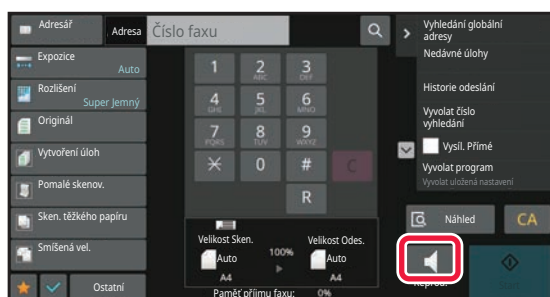 Adresář
Adresa
Číslo faxu
Vyhledání globální
adresy
Nedávné úlohy
Historie odeslání
Vyvolat číslo
vyhledání
Vysíl. Přímé
Vyvolat program
Vyvolat uložená nastavení
Expozice
Auto
Rozlišení
Super Jemný
Originál
Vytvoření úloh
Pomalé skenov.
Sken. těžkého papíru
Smíšená vel.
Ostatní
1
2 ABC
3 DEF
4 GHI
5 JKL
6 MNO
7 PQRS
8 TUV
9 WXYZ
0
#
C
R
Velikost Sken.
Auto
A4
100%
Velikost Odes.
Auto
A4
Paměť příjmu faxu: 0%
Náhled
CA
Reprod.
Start